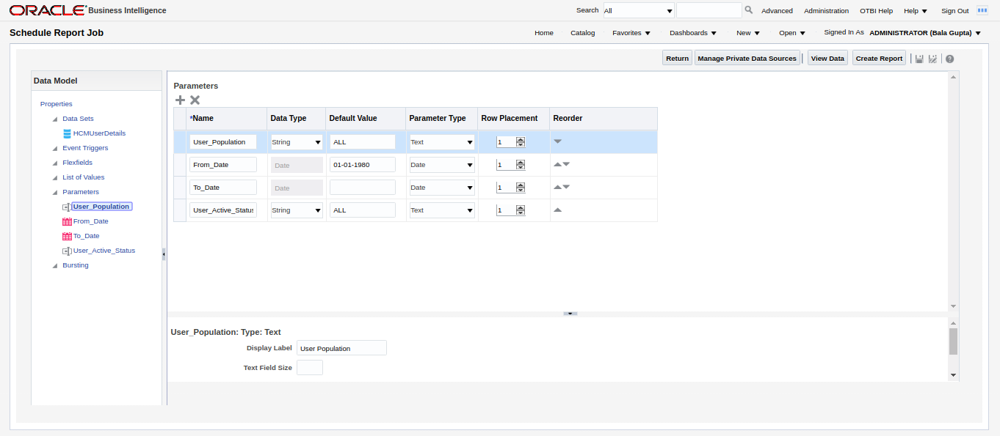 ORACLE Business Intelligence Search All Advanced Administration OTBI Help Help Sign Out
Schedule Report Job Home Catalog Favorites Dashboards New Open Signed In As ADMINISTRATOR (Bala Gupta)
Return Manage Private Data Sources View Data Create Report
Data Model
Properties
Data Sets
HCMUserDetails
Event Triggers
Flexfields
List of Values
Parameters
User_Population
From_Date
To_Date
User_Active_Status
Bursting
Parameters
*Name Data Type Default Value Parameter Type Row Placement Reorder
User_Population String ALL Text 1
From_Date Date 01-01-1980 Date 1
To_Date Date Date 1
User_Active_Status String ALL Text 1
User_Population: Type: Text
Display Label User Population
Text Field Size